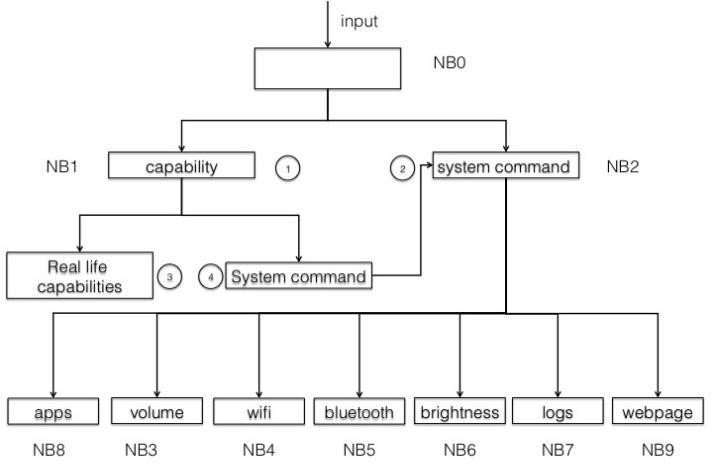 input
NB0
NB1 capability 1 2 system command NB2
Real life
capabilities
3 4 System command
apps volume wifi bluetooth brightness logs webpage
NB8 NB3 NB4 NB5 NB6 NB7 NB9